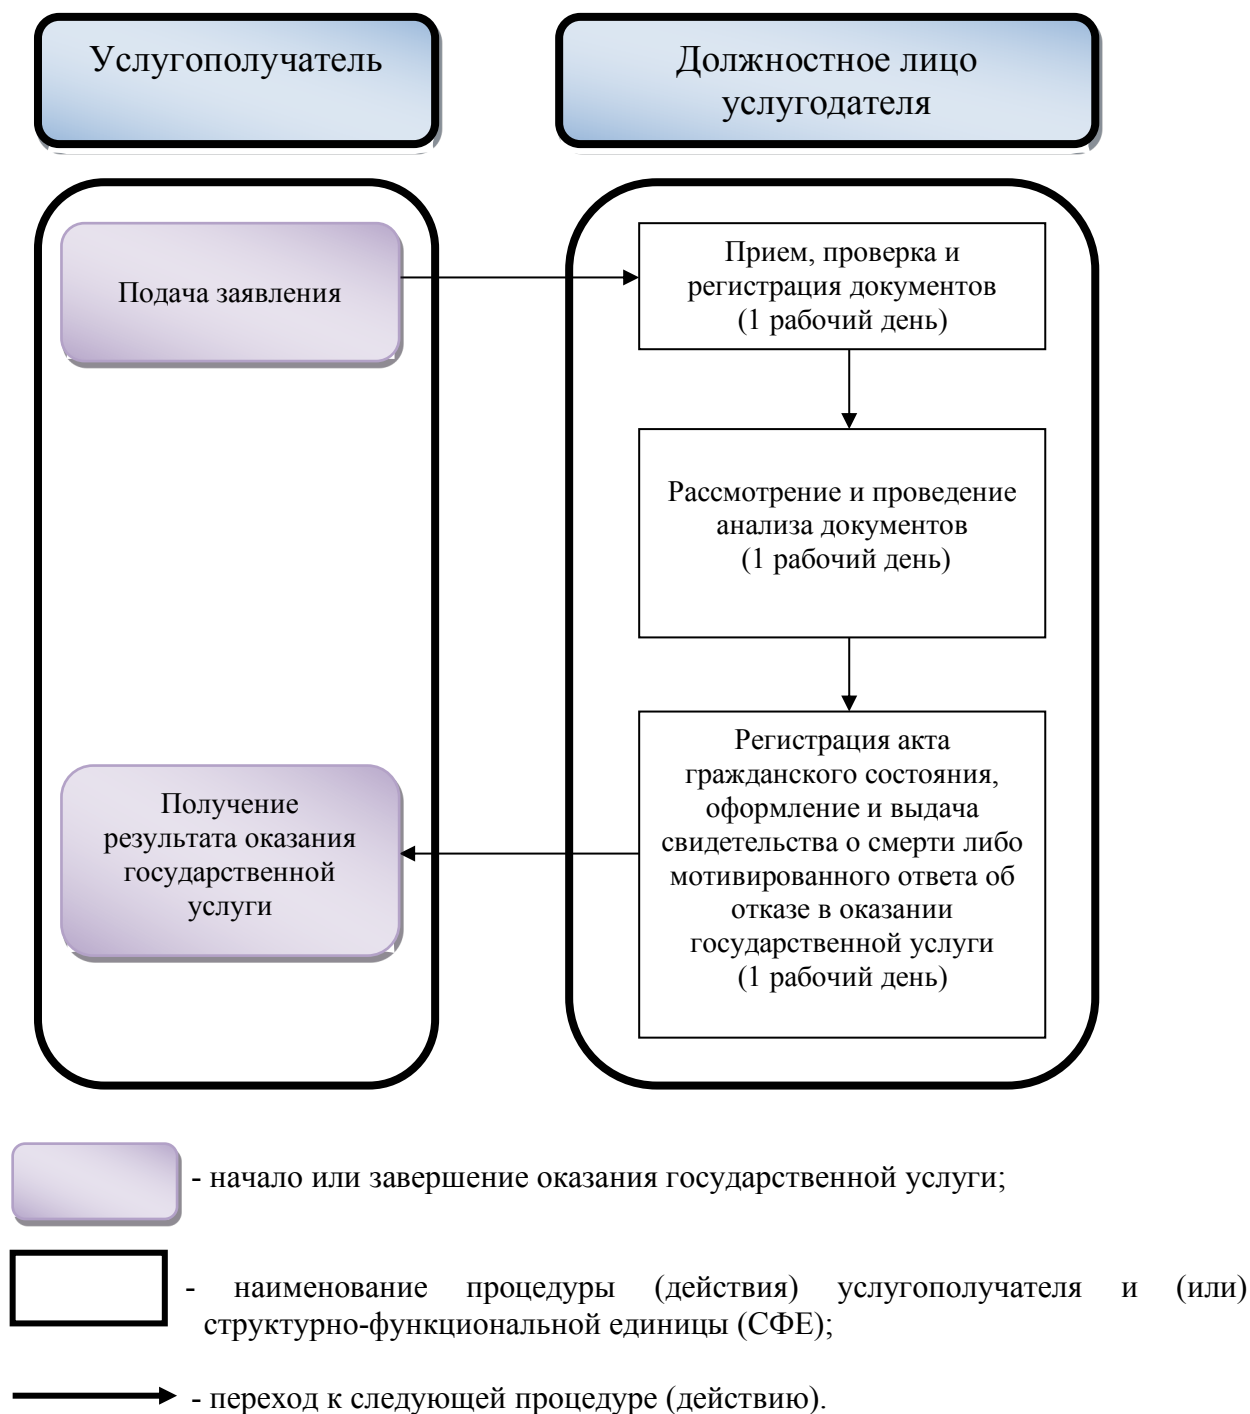 Услугополучатель
Должностное лицо
услугодателя
Подача заявления
Прием, проверка и
регистрация документов
(1 рабочий день)
Рассмотрение и проведение
анализа документов
(1 рабочий день)
Регистрация акта
гражданского состояния,
оформление и выдача
свидетельства о смерти либо
мотивированного ответа об
отказе в оказании
государственной услуги
(1 рабочий день)
Получение
результата оказания
государственной
услуги
- начало или завершение оказания государственной услуги;
- наименование процедуры (действия) услугополучателя и (или)
структурно-функциональной единицы (СФЕ);
- переход к следующей процедуре (действию).